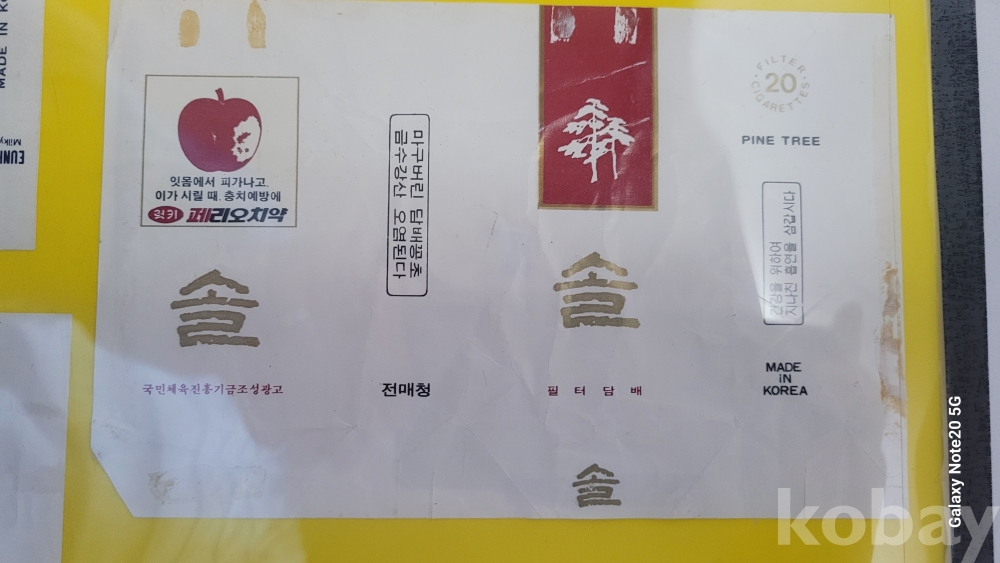 MADE IN K
Milky
EUN
잇몸에서 피가나고,
이가 시릴 때. 충치예방에
럭키 페리오치약
솔
국민체육진흥기금조성광고
마구버린 담배꽁초
금수강산 오염된다
전매청
솔
필터담배
솔
FILTER
20
CIGARETTES
PINE TREE
건강을 위하여
지나친 흡연을 삼갑시다
MADE
iN
KOREA
Galaxy Note20 5G
kobay